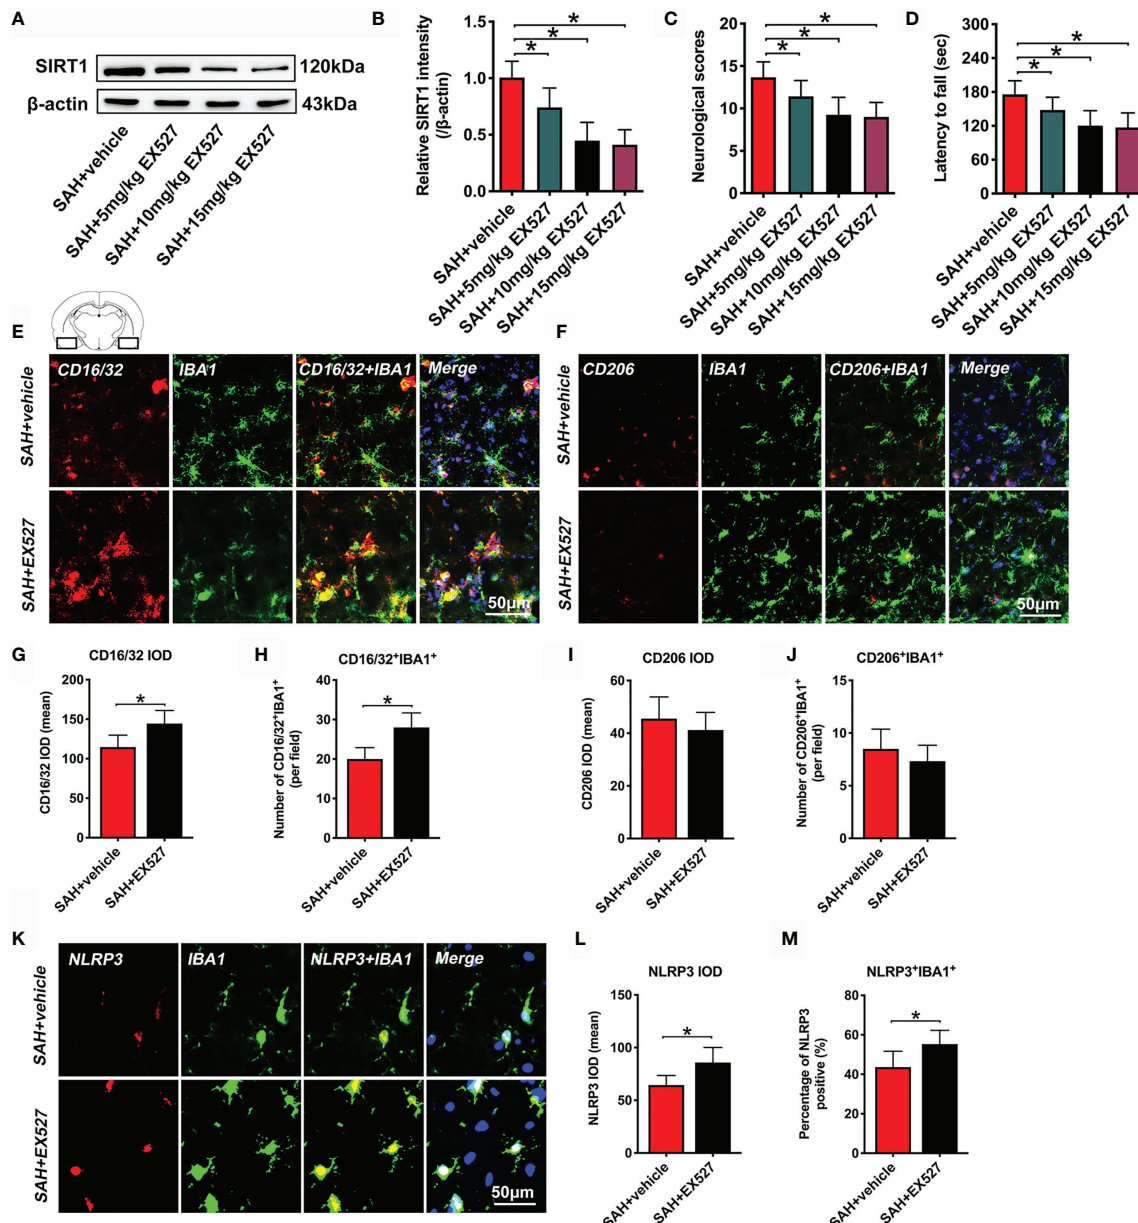 A
SIRT1
120kDa
β-actin
43kDa
SAH+vehicle
SAH+5mg/kg EX527
SAH+10mg/kg EX527
SAH+15mg/kg EX527
B
Relative SIRT1 intensity
(/β-actin)
1.5
1.0
0.5
0.0
*
*
*
SAH+vehicle
SAH+5mg/kg EX527
SAH+10mg/kg EX527
SAH+15mg/kg EX527
C
Neurological scores
20
15
10
5
0
*
*
*
SAH+vehicle
SAH+5mg/kg EX527
SAH+10mg/kg EX527
SAH+15mg/kg EX527
D
Latency to fall (sec)
300
240
180
120
60
0
*
*
*
SAH+vehicle
SAH+5mg/kg EX527
SAH+10mg/kg EX527
SAH+15mg/kg EX527
E
CD16/32
IBA1
CD16/32+IBA1
Merge
SAH+vehicle
SAH+EX527
50μm
F
CD206
IBA1
CD206+IBA1
Merge
SAH+vehicle
SAH+EX527
50μm
G
CD16/32 IOD
CD16/32 IOD (mean)
200
150
100
50
0
*
SAH+vehicle
SAH+EX527
H
CD16/32⁺IBA1⁺
Number of CD16/32⁺IBA1⁺
(per field)
40
30
20
10
0
*
SAH+vehicle
SAH+EX527
I
CD206 IOD
CD206 IOD (mean)
60
40
20
0
SAH+vehicle
SAH+EX527
J
CD206⁺IBA1⁺
Number of CD206⁺IBA1⁺
(per field)
15
10
5
0
SAH+vehicle
SAH+EX527
K
NLRP3
IBA1
NLRP3+IBA1
Merge
SAH+vehicle
SAH+EX527
50μm
L
NLRP3 IOD
NLRP3 IOD (mean)
150
100
50
0
*
SAH+vehicle
SAH+EX527
M
NLRP3⁺IBA1⁺
Percentage of NLRP3
positive (%)
80
60
40
20
0
*
SAH+vehicle
SAH+EX527